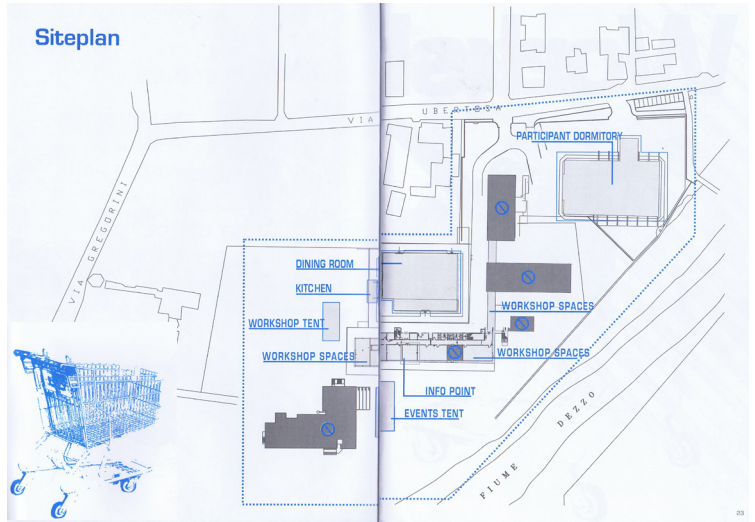 Siteplan
VIA UBERTOSA
PARTICIPANT DORMITORY
VIA GREGORINI
DINING ROOM
KITCHEN
WORKSHOP SPACES
WORKSHOP TENT
WORKSHOP SPACES
WORKSHOP SPACES
INFO POINT
EVENTS TENT
FIUME DEZZO
23